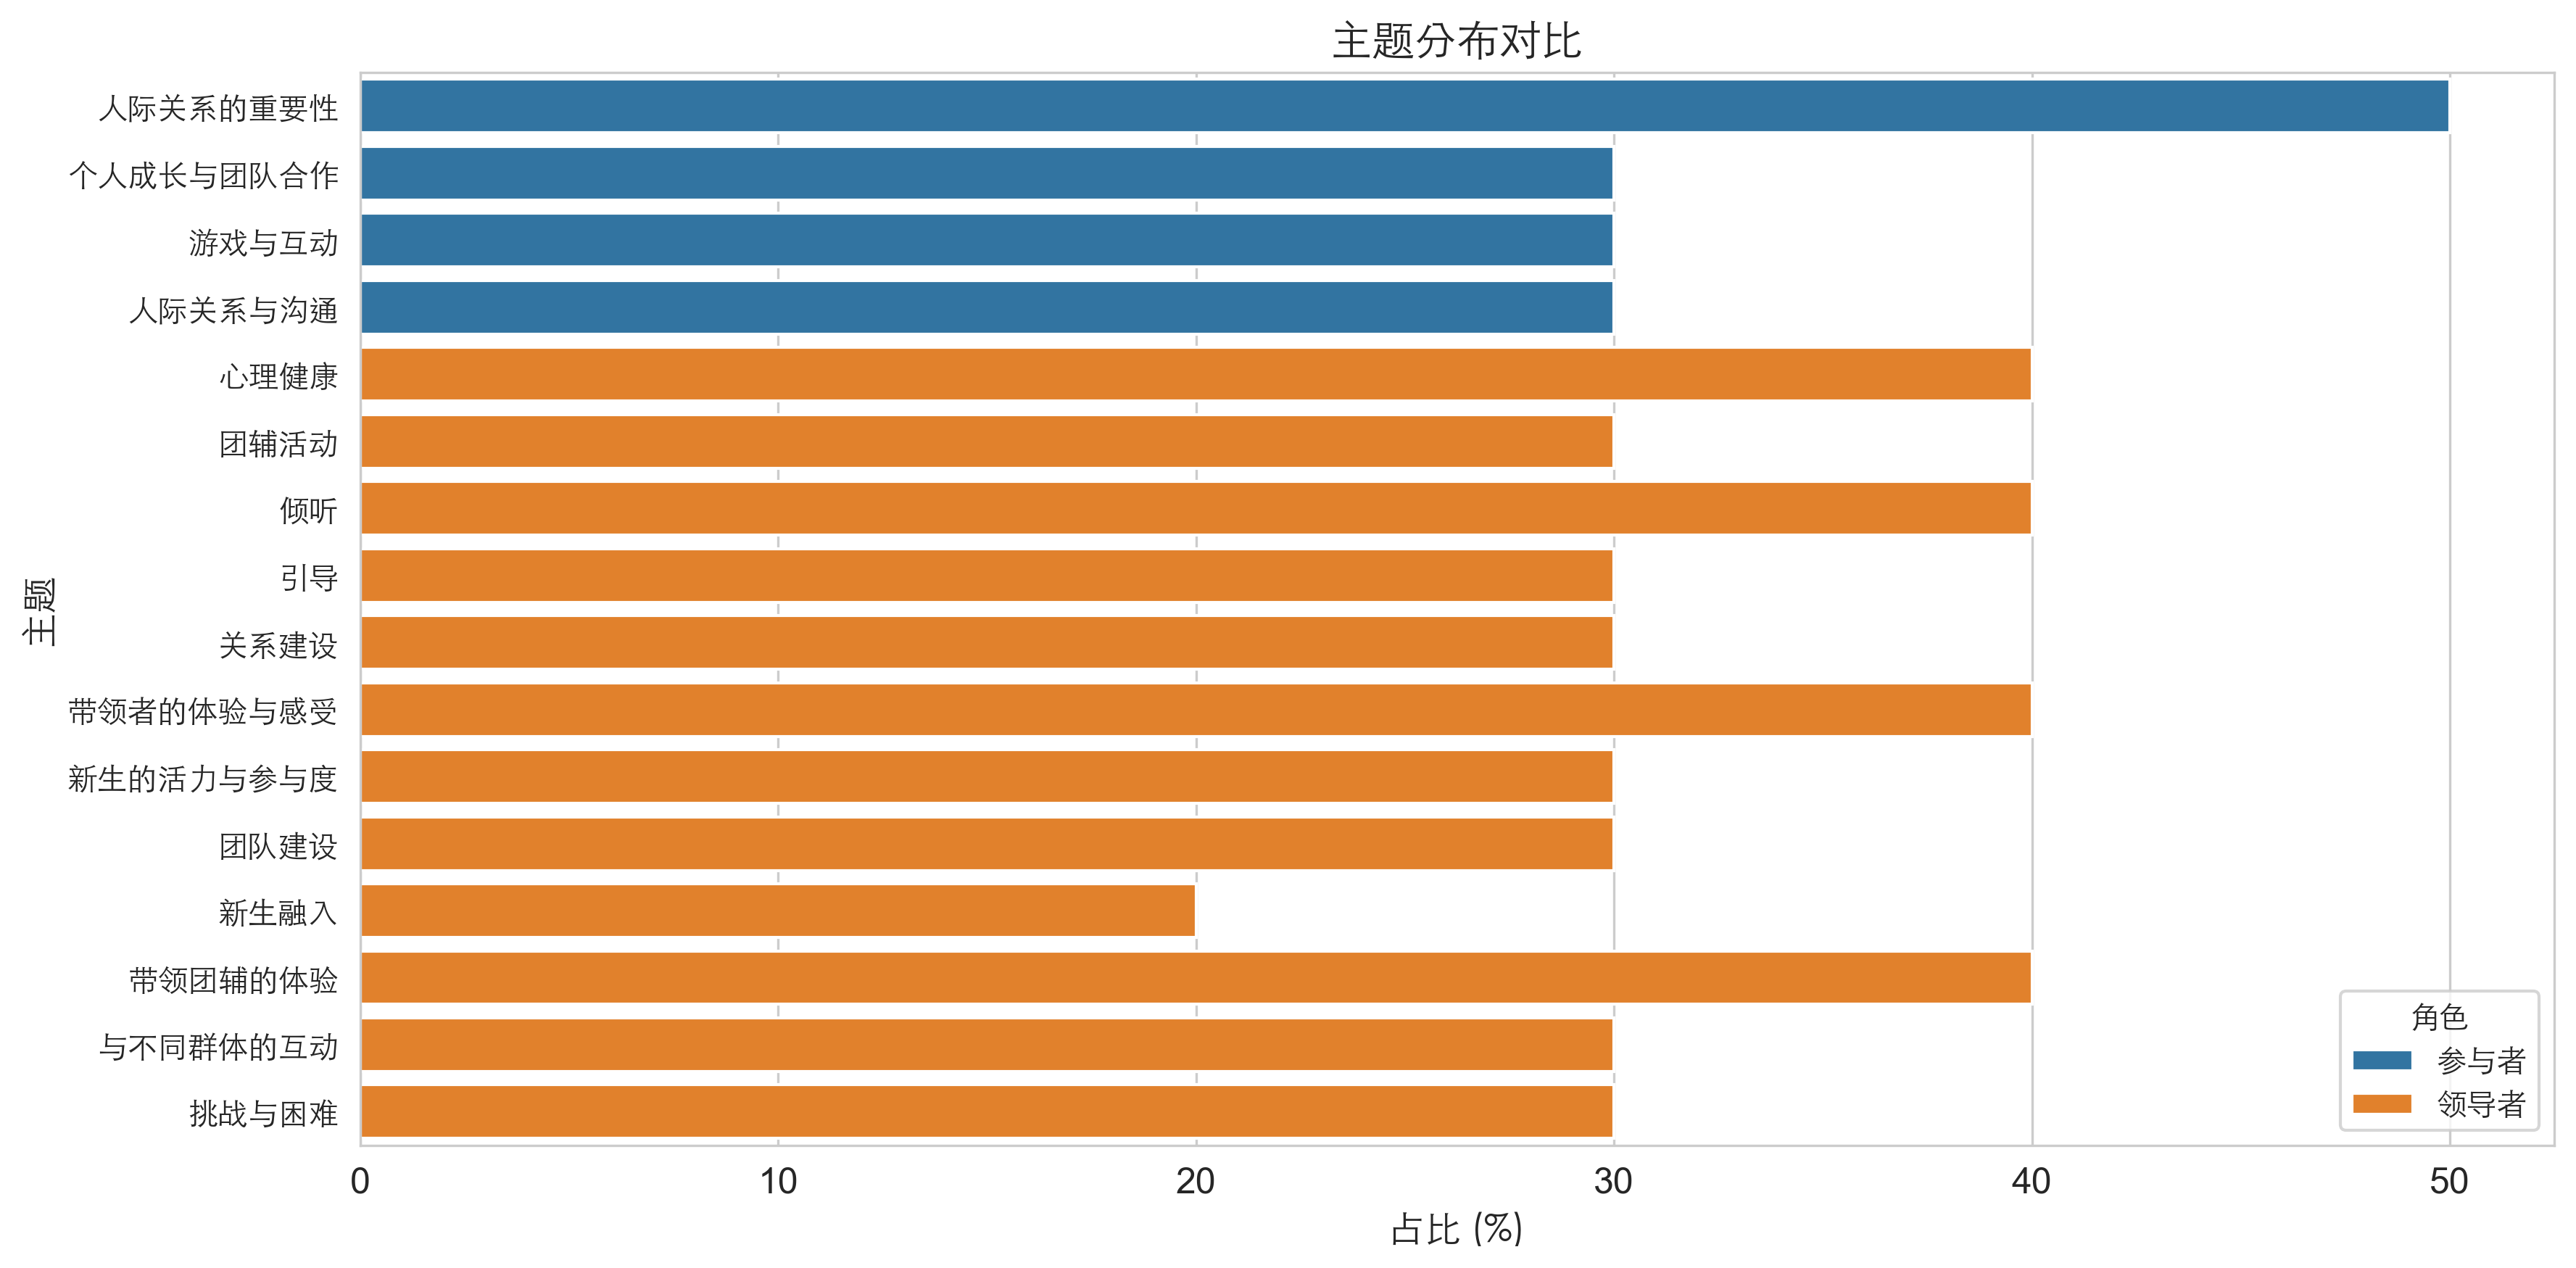 主题分布对比
人际关系的重要性
个人成长与团队合作
游戏与互动
人际关系与沟通
心理健康
团辅活动
倾听
引导
关系建设
带领者的体验与感受
新生的活力与参与度
团队建设
新生融入
带领团辅的体验
与不同群体的互动
挑战与困难
主题
0 10 20 30 40 50
占比 (%)
角色
参与者
领导者